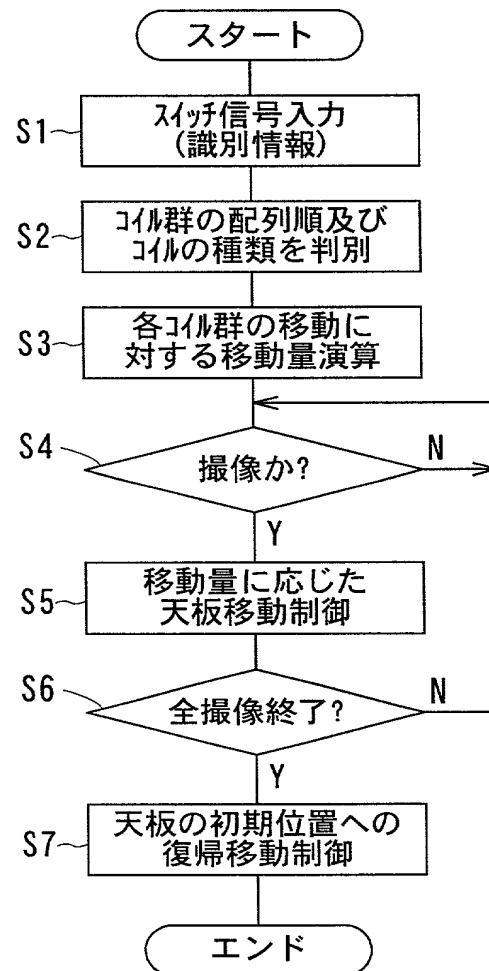 スタート
S1
ｽｲｯﾁ信号入力
(識別情報)
S2
ｺｲﾙ群の配列順及び
ｺｲﾙの種類を判別
S3
各ｺｲﾙ群の移動に
対する移動量演算
S4
撮像か?
N
Y
S5
移動量に応じた
天板移動制御
S6
全撮像終了?
N
Y
S7
天板の初期位置への
復帰移動制御
エンド